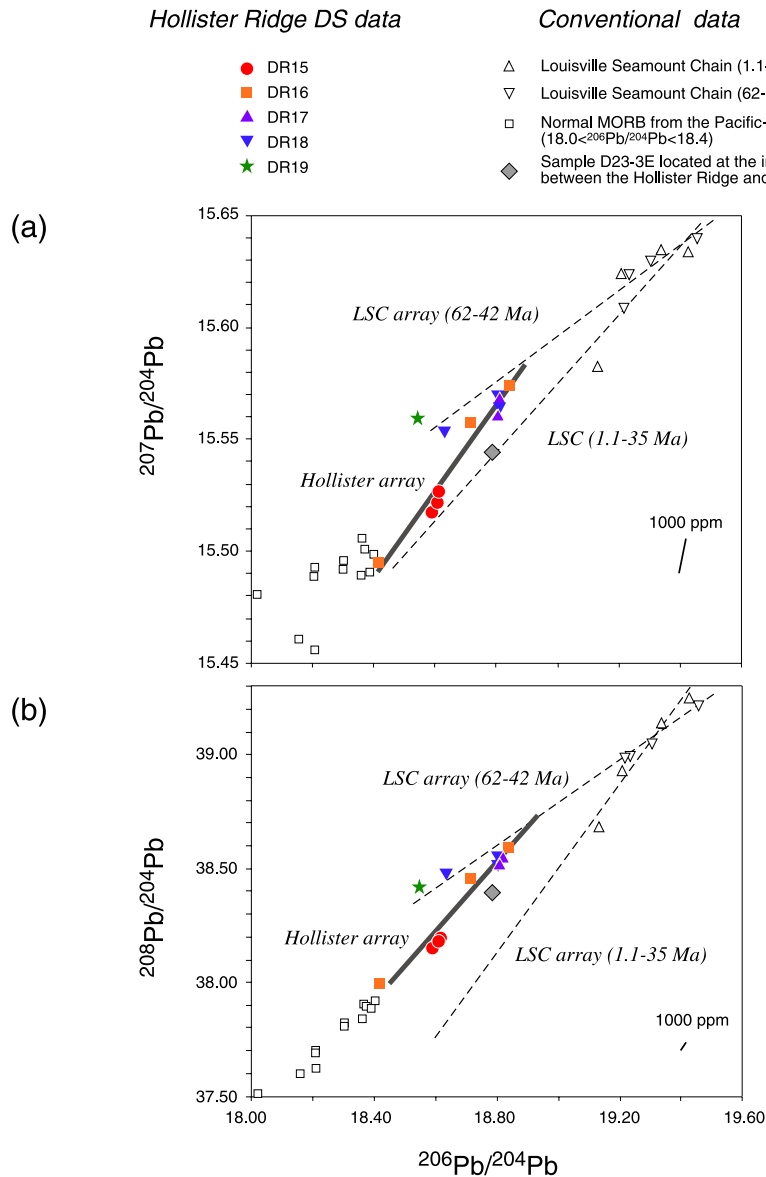 Hollister Ridge DS data
Conventional data
DR15
DR16
DR17
DR18
DR19
Louisville Seamount Chain (1.1-
Louisville Seamount Chain (62-
Normal MORB from the Pacific-
(18.0<206Pb/204Pb<18.4)
Sample D23-3E located at the in
between the Hollister Ridge and
(a)
15.65
15.60
15.55
15.50
15.45
207Pb/204Pb
LSC array (62-42 Ma)
LSC (1.1-35 Ma)
Hollister array
1000 ppm
(b)
39.00
38.50
38.00
37.50
208Pb/204Pb
LSC array (62-42 Ma)
Hollister array
LSC array (1.1-35 Ma)
1000 ppm
18.00
18.40
18.80
19.20
19.60
206Pb/204Pb